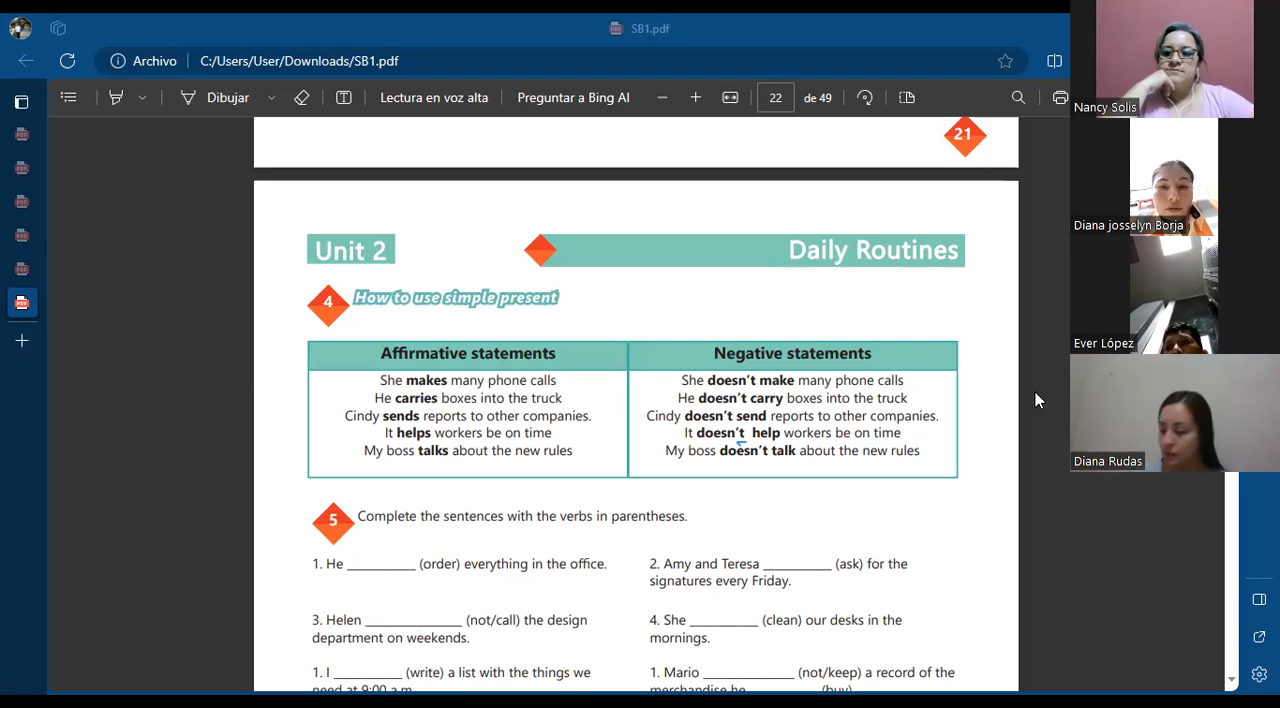 SB1.pdf
Archivo C:/Users/User/Downloads/SB1.pdf
Dibujar Lectura en voz alta Preguntar a Bing AI 22 de 49
21
Unit 2 Daily Routines
4 How to use simple present
Affirmative statements Negative statements
She makes many phone calls She doesn't make many phone calls
He carries boxes into the truck He doesn't carry boxes into the truck
Cindy sends reports to other companies. Cindy doesn't send reports to other companies.
It helps workers be on time It doesn't help workers be on time
My boss talks about the new rules My boss doesn't talk about the new rules
5 Complete the sentences with the verbs in parentheses.
1. He __________ (order) everything in the office. 2. Amy and Teresa __________ (ask) for the
signatures every Friday.
3. Helen ______________ (not/call) the design 4. She __________ (clean) our desks in the
department on weekends. mornings.
1. I __________ (write) a list with the things we 1. Mario _____________ (not/keep) a record of the
need at 9:00 a.m. merchandise he ___________ (buy)
Nancy Solis
Diana josselyn Borja
Ever López
Diana Rudas